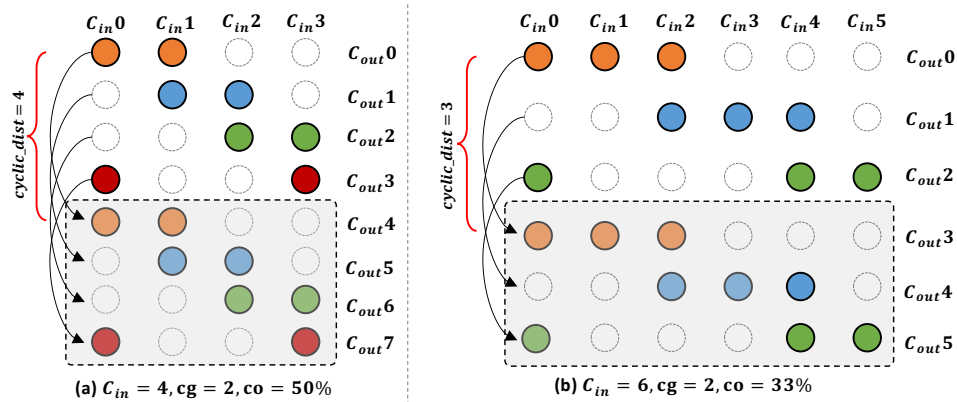 C_in0 C_in1 C_in2 C_in3
C_out0
C_out1
C_out2
C_out3
C_out4
C_out5
C_out6
C_out7
cyclic_dist = 4
(a) C_in = 4, cg = 2, co = 50%
C_in0 C_in1 C_in2 C_in3 C_in4 C_in5
C_out0
C_out1
C_out2
C_out3
C_out4
C_out5
cyclic_dist = 3
(b) C_in = 6, cg = 2, co = 33%